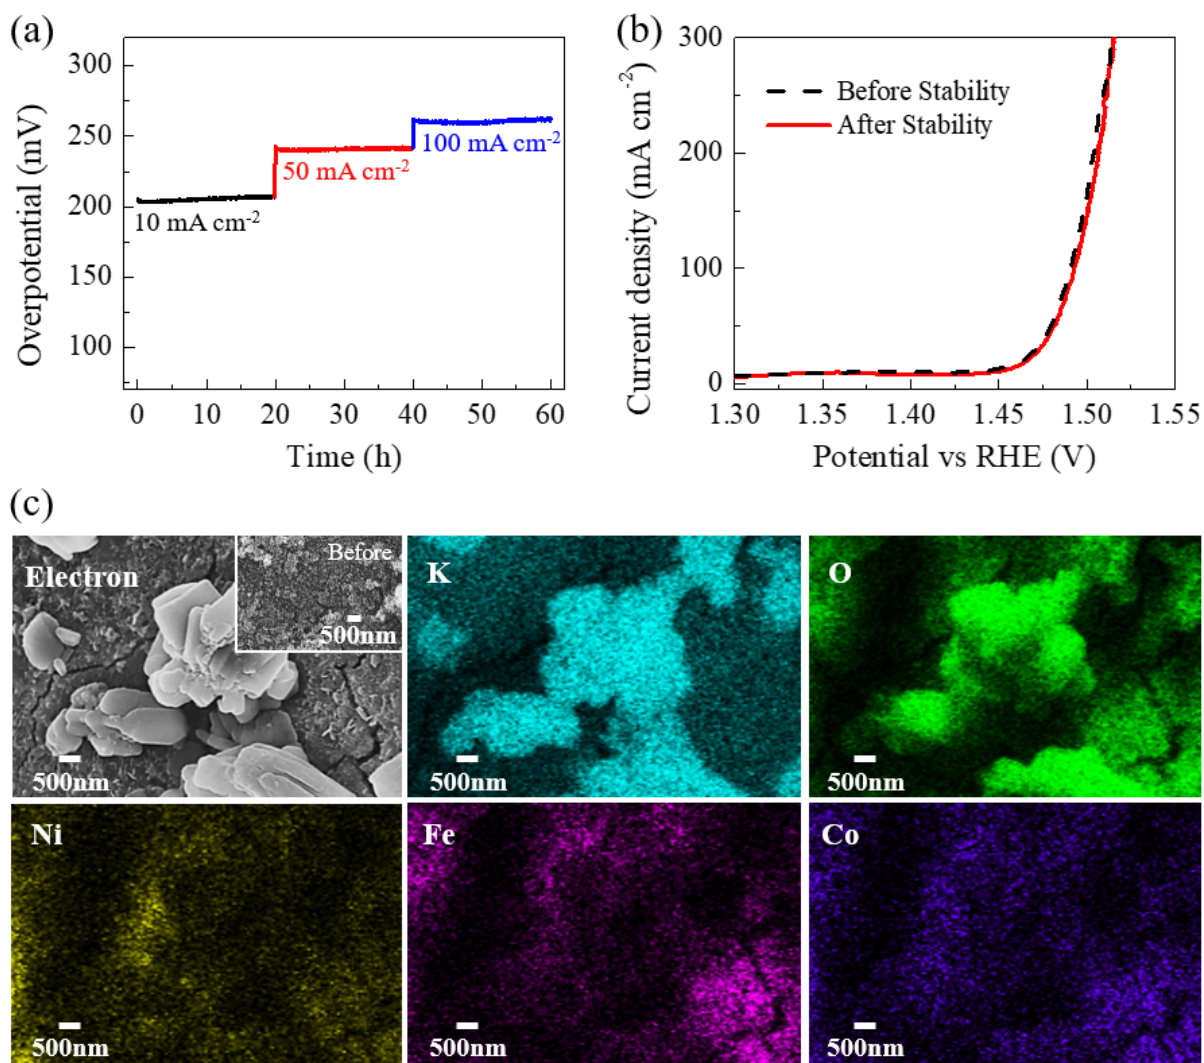 (a)
300
250
200
150
100
Overpotential (mV)
10 mA cm-2
50 mA cm-2
100 mA cm-2
0 10 20 30 40 50 60
Time (h)
(b)
300
200
100
0
Current density (mA cm-2)
Before Stability
After Stability
1.30 1.35 1.40 1.45 1.50 1.55
Potential vs RHE (V)
(c)
Electron
Before
500nm
500nm
K
500nm
O
500nm
Ni
500nm
Fe
500nm
Co
500nm